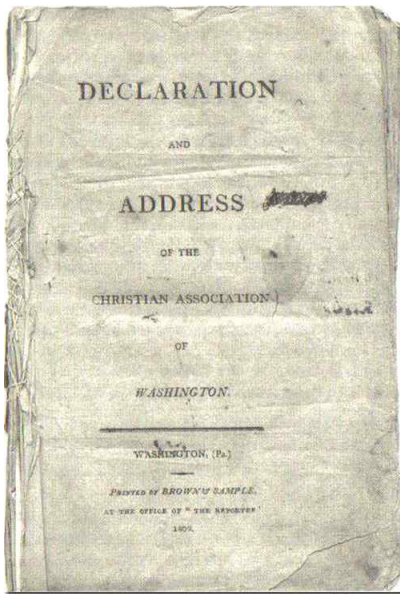 DECLARATION
AND
ADDRESS
OF THE
CHRISTIAN ASSOCIATION
OF
WASHINGTON.
WASHINGTON, (Pa.)
PRINTED BY BROWN & SAMPLE,
AT THE OFFICE OF "THE REPORTER"
1809.